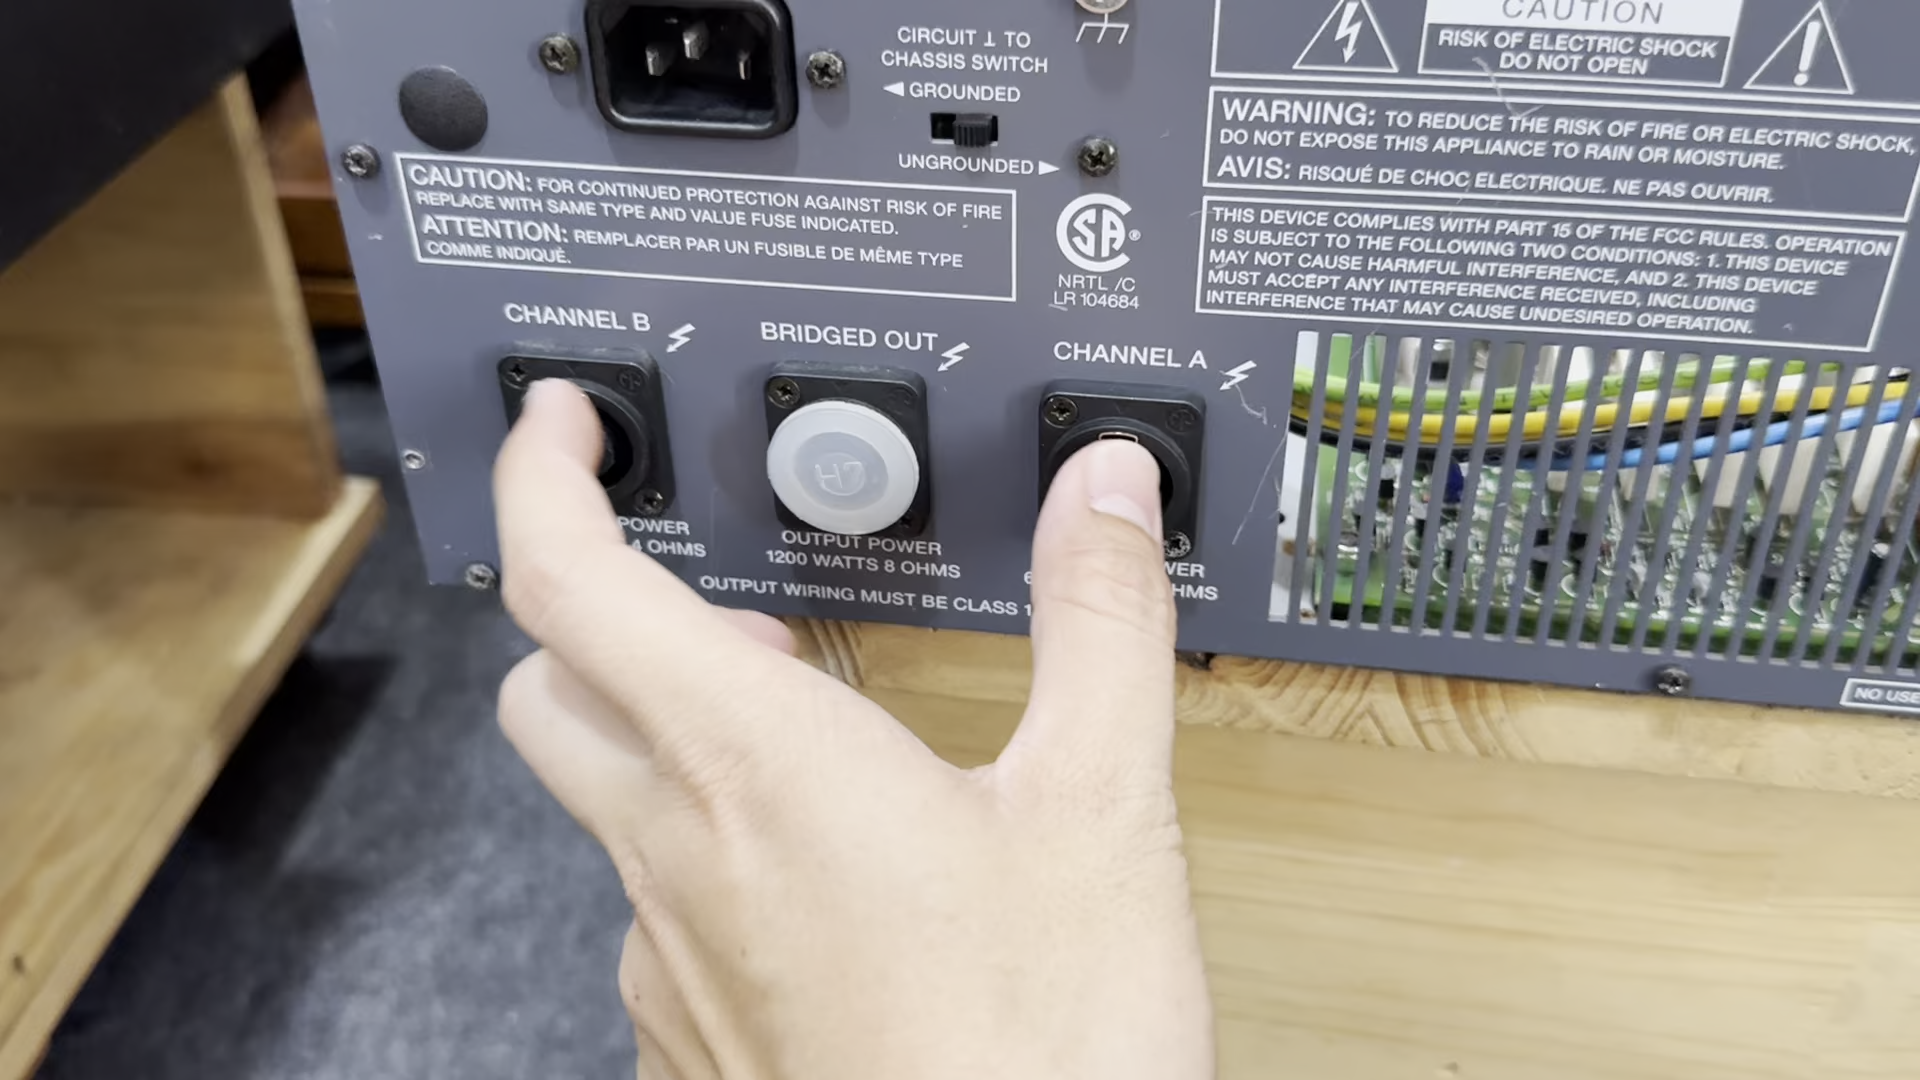 CIRCUIT ⊥ TO
CHASSIS SWITCH
◄ GROUNDED
UNGROUNDED ►
CAUTION
RISK OF ELECTRIC SHOCK
DO NOT OPEN
WARNING: TO REDUCE THE RISK OF FIRE OR ELECTRIC SHOCK,
DO NOT EXPOSE THIS APPLIANCE TO RAIN OR MOISTURE.
AVIS: RISQUÉ DE CHOC ELECTRIQUE. NE PAS OUVRIR.
CAUTION: FOR CONTINUED PROTECTION AGAINST RISK OF FIRE
REPLACE WITH SAME TYPE AND VALUE FUSE INDICATED.
ATTENTION: REMPLACER PAR UN FUSIBLE DE MÊME TYPE
COMME INDIQUÈ.
SA®
NRTL /C
LR 104684
THIS DEVICE COMPLIES WITH PART 15 OF THE FCC RULES. OPERATION
IS SUBJECT TO THE FOLLOWING TWO CONDITIONS: 1. THIS DEVICE
MAY NOT CAUSE HARMFUL INTERFERENCE, AND 2. THIS DEVICE
MUST ACCEPT ANY INTERFERENCE RECEIVED, INCLUDING
INTERFERENCE THAT MAY CAUSE UNDESIRED OPERATION.
CHANNEL B
BRIDGED OUT
CHANNEL A
POWER
4 OHMS
OUTPUT POWER
1200 WATTS 8 OHMS
WER
HMS
OUTPUT WIRING MUST BE CLASS 1
NO USE